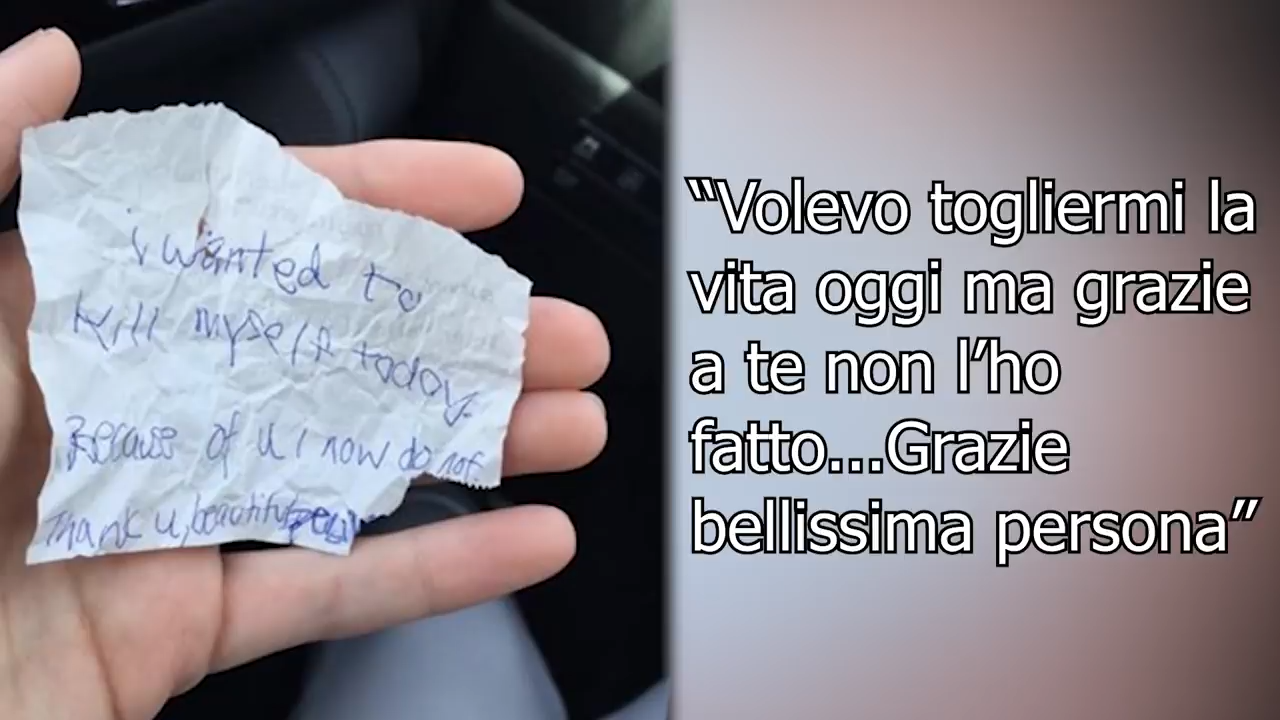 I wanted to
kill myself today.
Because of u I now do not
Thank u, beautiful
“Volevo togliermi la
vita oggi ma grazie
a te non l’ho
fatto...Grazie
bellissima persona”